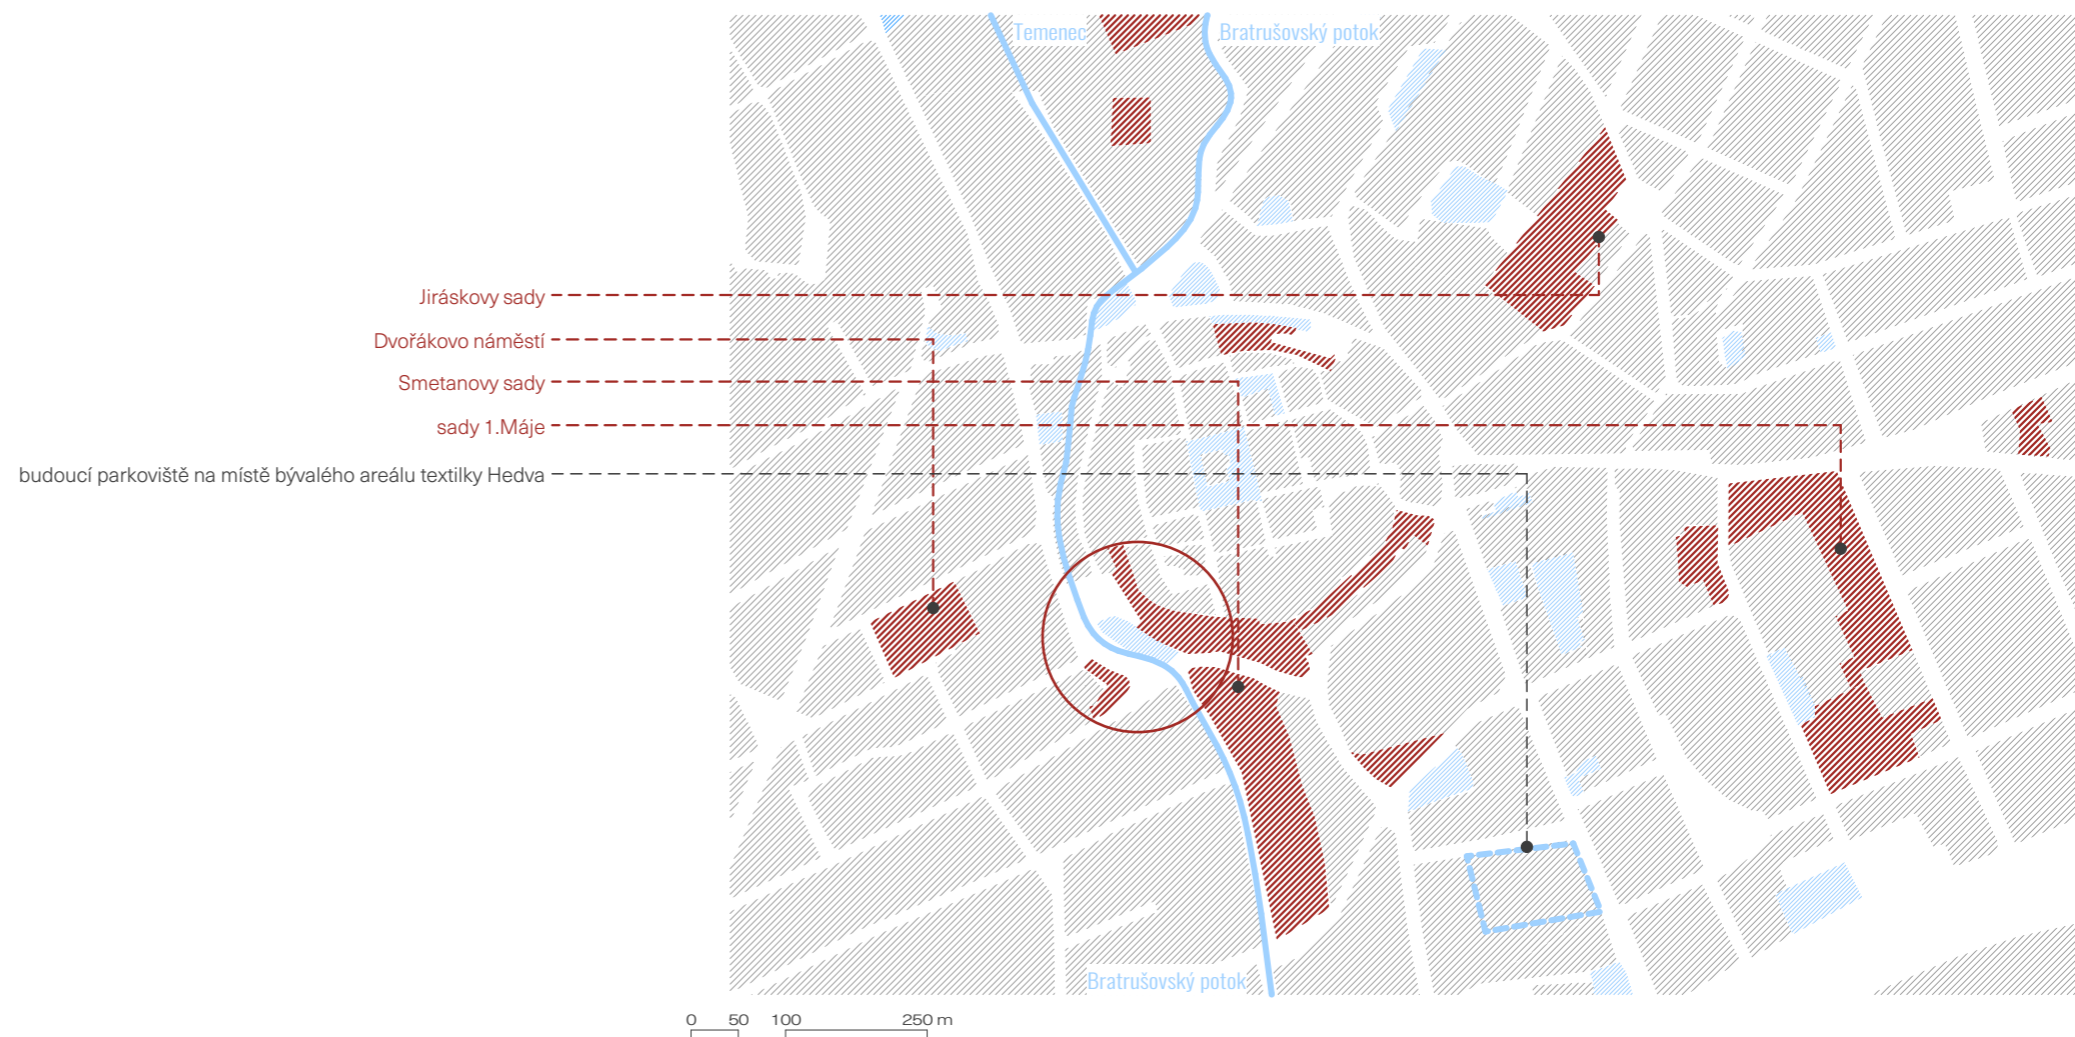 Temenec
Bratrušovský potok
Jiráskovy sady
Dvořákovo náměstí
Smetanovy sady
sady 1.Máje
budoucí parkoviště na místě bývalého areálu textilky Hedva
Bratrušovský potok
0 50 100 250 m